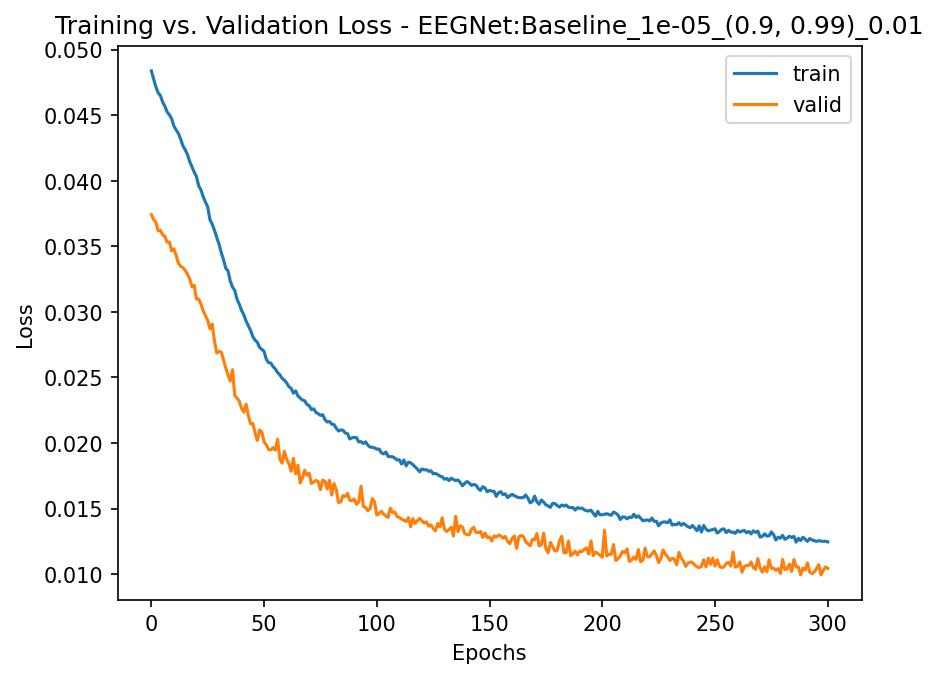 Training vs. Validation Loss - EEGNet:Baseline_1e-05_(0.9, 0.99)_0.01
train
valid
0.050
0.045
0.040
0.035
0.030
0.025
0.020
0.015
0.010
Loss
0 50 100 150 200 250 300
Epochs